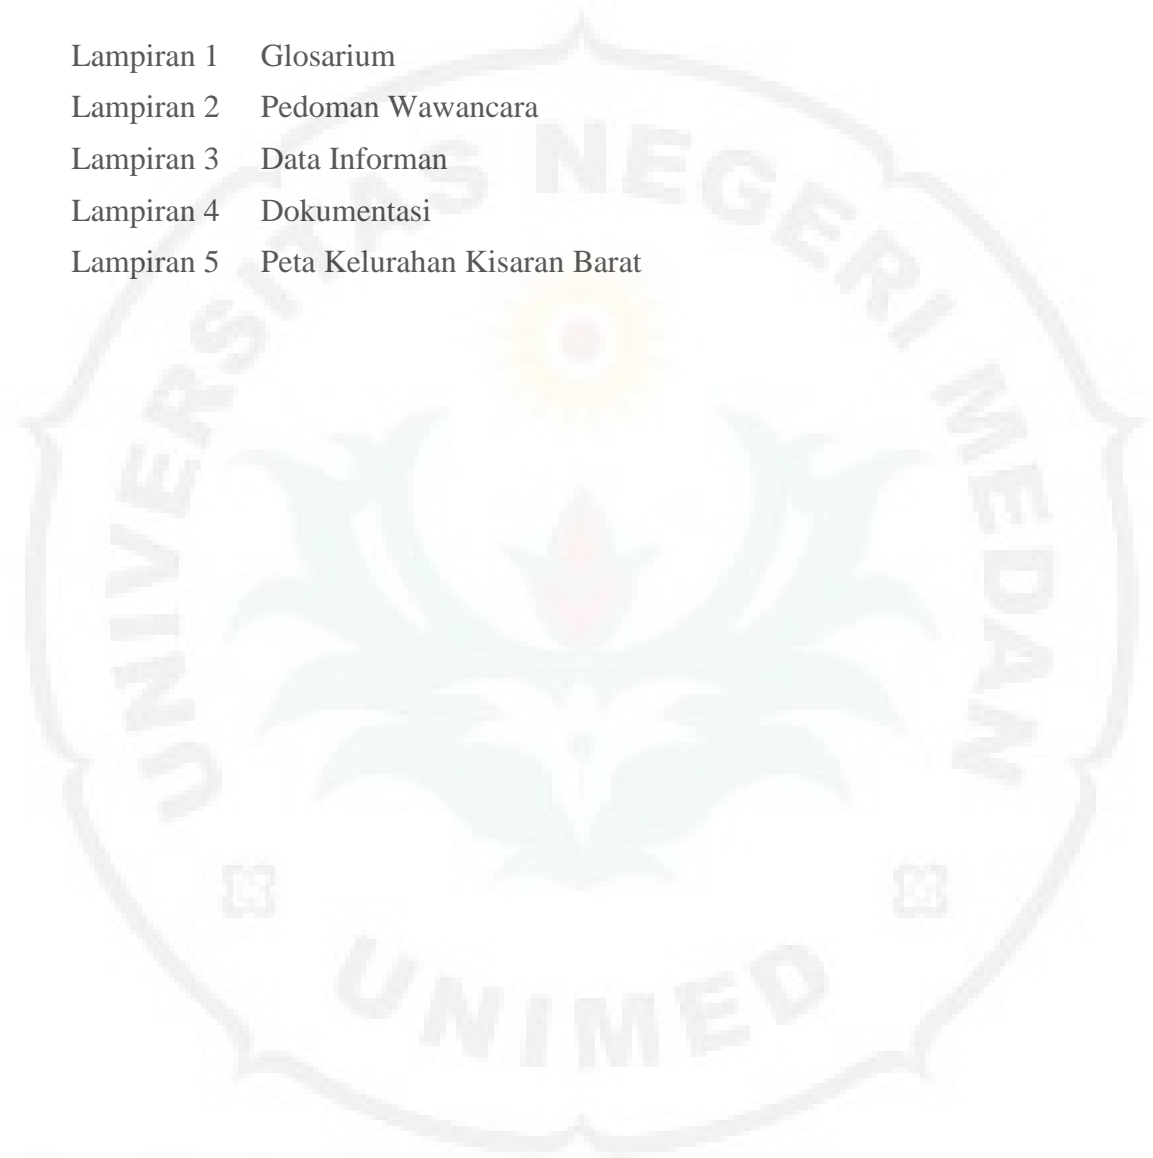 Lampiran 1 Glosarium
Lampiran 2 Pedoman Wawancara
Lampiran 3 Data Informan
Lampiran 4 Dokumentasi
Lampiran 5 Peta Kelurahan Kisaran Barat
UNIVERSITAS NEGERI MEDAN
UNIMED